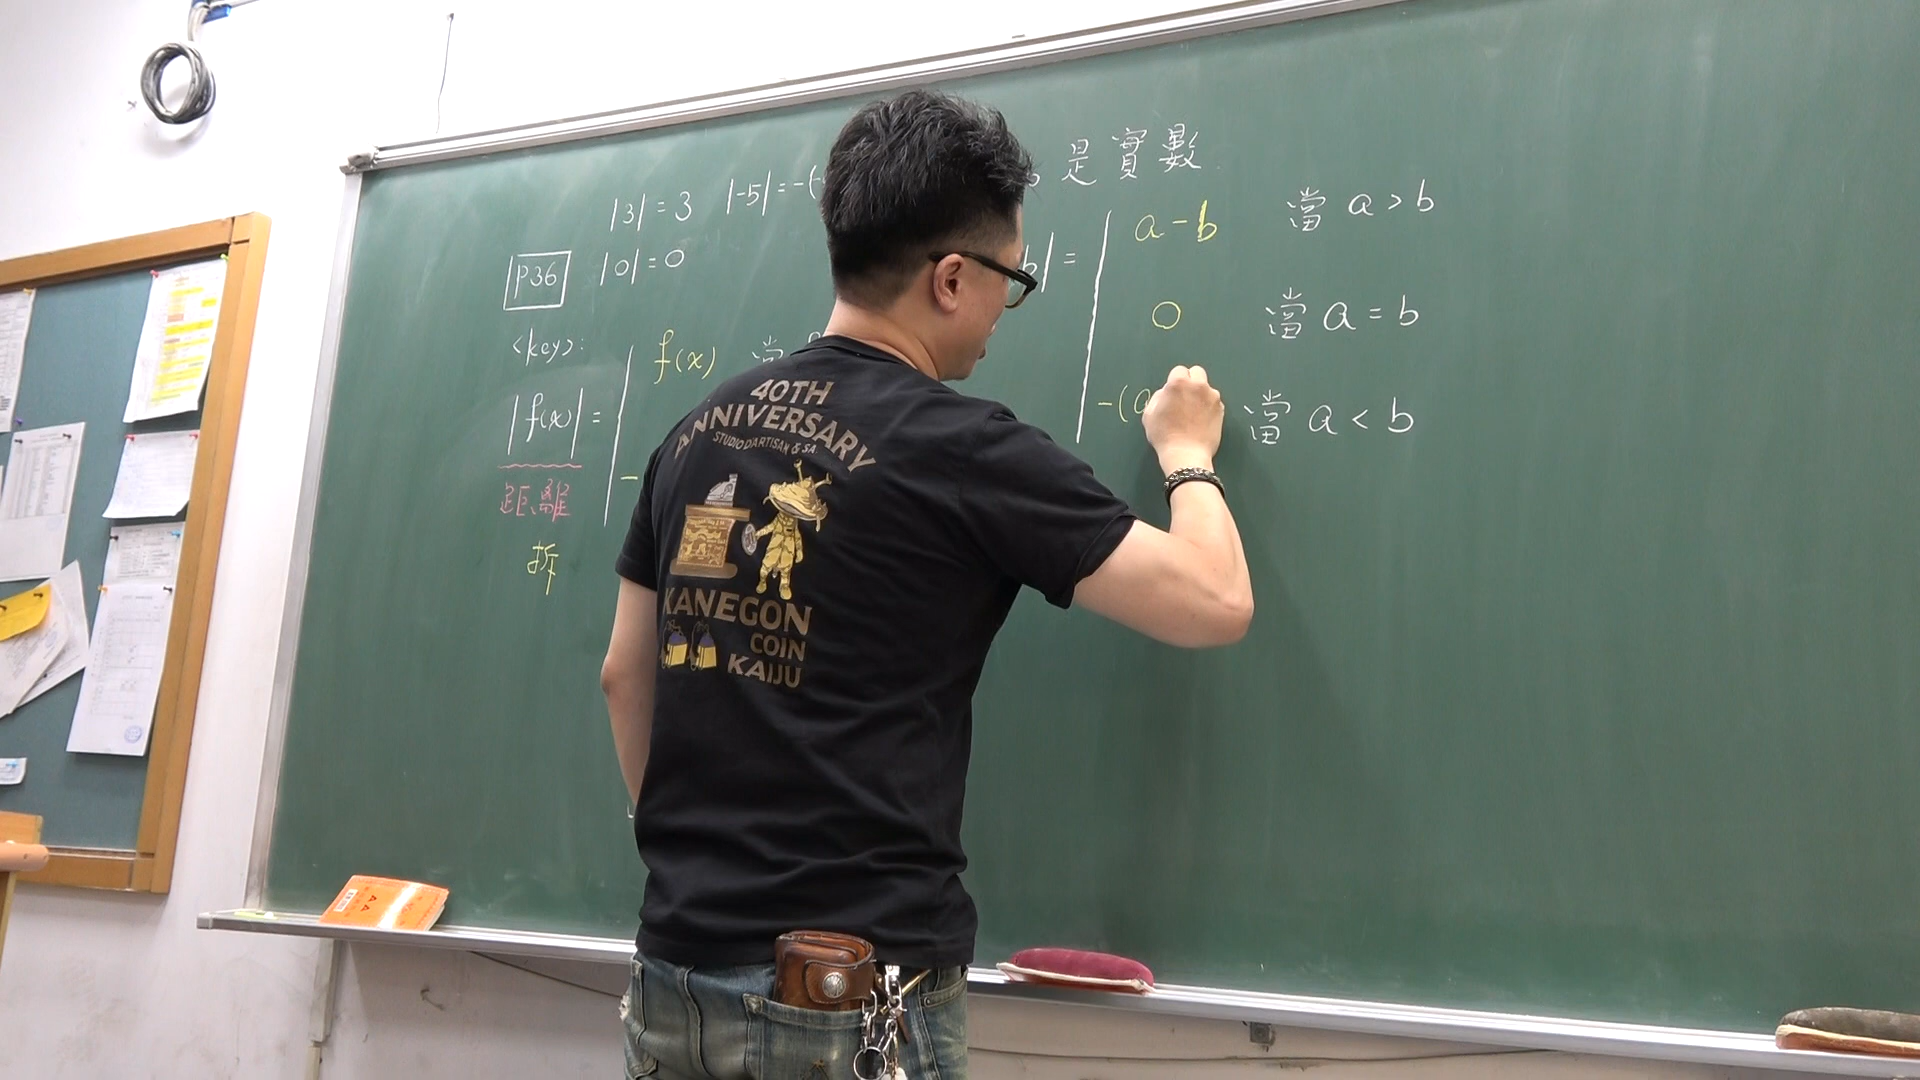 |3| = 3 |-5| = -(
是實數
P36 |0| = 0
<key>:
|f(x)| =
f(x) 當 f
-
距離
拆
b| =
a - b 當 a > b
0 當 a = b
-(a 當 a < b
40TH
ANNIVERSARY
STUDIO D'ARTISAN & SA
KANEGON
COIN
KAIJU